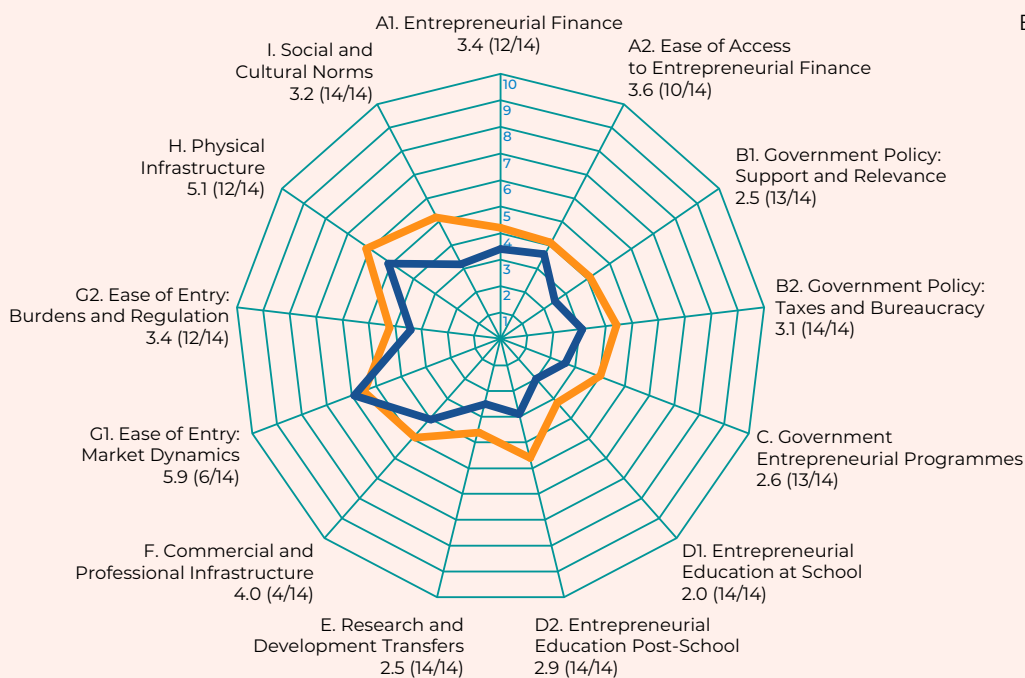 A1. Entrepreneurial Finance
3.4 (12/14)
A2. Ease of Access
to Entrepreneurial Finance
3.6 (10/14)
B1. Government Policy:
Support and Relevance
2.5 (13/14)
B2. Government Policy:
Taxes and Bureaucracy
3.1 (14/14)
C. Government
Entrepreneurial Programmes
2.6 (13/14)
D1. Entrepreneurial
Education at School
2.0 (14/14)
D2. Entrepreneurial
Education Post-School
2.9 (14/14)
E. Research and
Development Transfers
2.5 (14/14)
F. Commercial and
Professional Infrastructure
4.0 (4/14)
G1. Ease of Entry:
Market Dynamics
5.9 (6/14)
G2. Ease of Entry:
Burdens and Regulation
3.4 (12/14)
H. Physical
Infrastructure
5.1 (12/14)
I. Social and
Cultural Norms
3.2 (14/14)
10
9
8
7
6
5
4
3
2
1